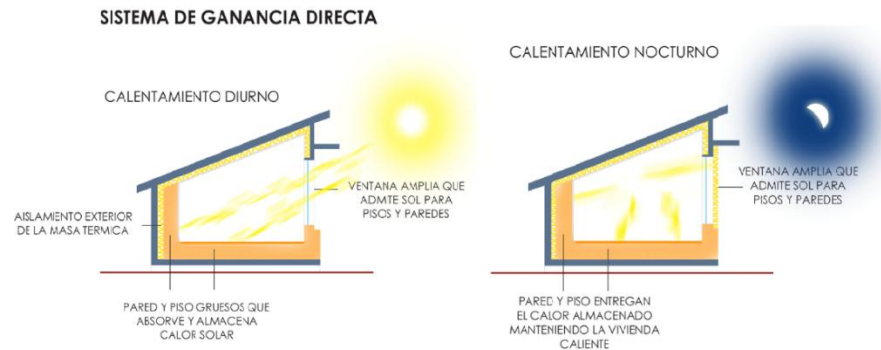 SISTEMA DE GANANCIA DIRECTA
CALENTAMIENTO DIURNO
VENTANA AMPLIA QUE
ADMTE SOL PARA
PISOS Y PAREDES
AISLAMIENTO EXTERIOR
DE LA MASA TERMICA
PARED Y PISO GRUESOS QUE
ABSORVE Y ALMACENA
CALOR SOLAR
CALENTAMIENTO NOCTURNO
VENTANA AMPLIA QUE
ADMITE SOL PARA
PISOS Y PAREDES
PARED Y PISO ENTREGAN
EL CALOR ALMACENADO
MANTENIENDO LA VIVIENDA
CALIENTE